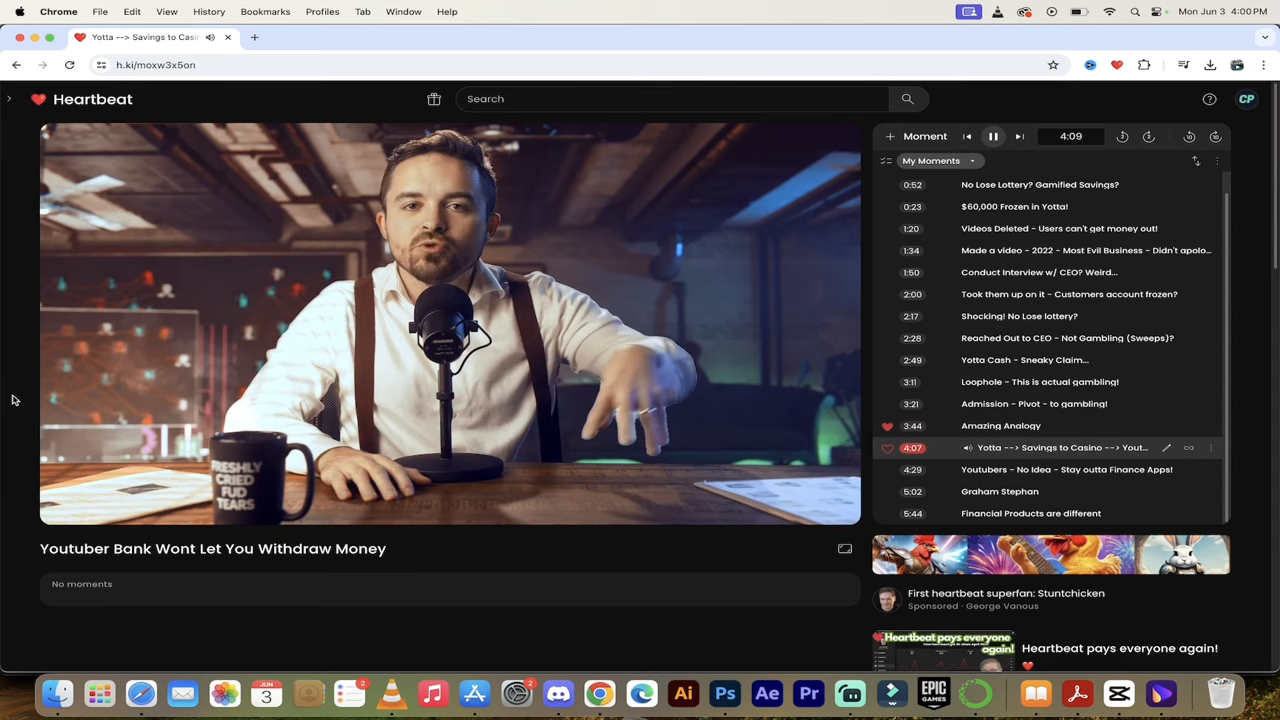 Chrome File Edit View History Bookmarks Profiles Tab Window Help Mon Jun 3 4:00 PM
Yotta --> Savings to Casi
h.ki/moxw3x5on
Heartbeat
Search
CP
FRESHLY
CRIED
FUD
TEARS
Youtuber Bank Wont Let You Withdraw Money
No moments
Moment 4:09
My Moments
0:52 No Lose Lottery? Gamified Savings?
0:23 $60,000 Frozen in Yotta!
1:20 Videos Deleted - Users can't get money out!
1:34 Made a video - 2022 - Most Evil Business - Didn't apolo...
1:50 Conduct Interview w/ CEO? Weird...
2:00 Took them up on it - Customers account frozen?
2:17 Shocking! No Lose lottery?
2:28 Reached Out to CEO - Not Gambling (Sweeps)?
2:49 Yotta Cash - Sneaky Claim...
3:11 Loophole - This is actual gambling!
3:21 Admission - Pivot - to gambling!
3:44 Amazing Analogy
4:07 Yotta --> Savings to Casino --> Yout...
4:29 Youtubers - No Idea - Stay outta Finance Apps!
5:02 Graham Stephan
5:44 Financial Products are different
First heartbeat superfan: Stuntchicken
Sponsored · George Vanous
Heartbeat pays everyone
again!
Heartbeat pays everyone again!
JUN
3
2
2
Ai Ps Ae Pr
EPIC
GAMES